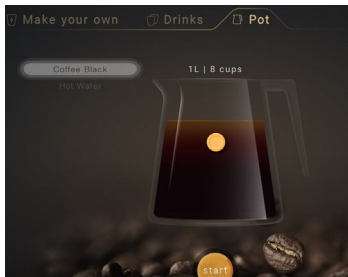 Make your own
Drinks
Pot
Coffee Black
1L | 8 cups
Hot Water
start